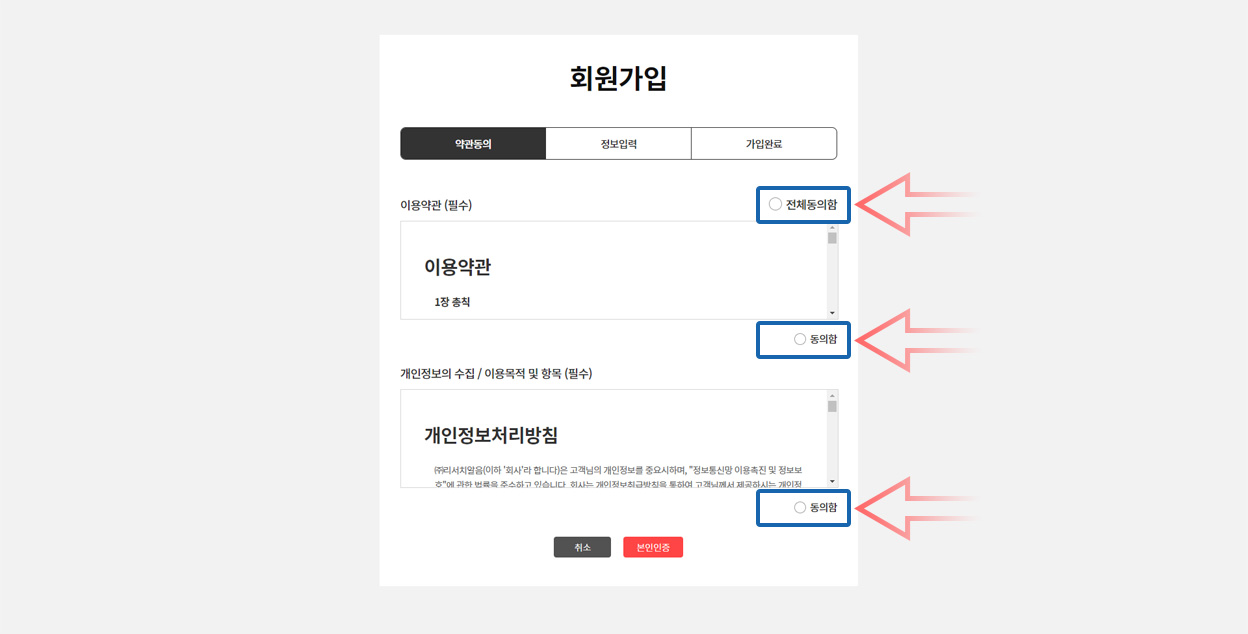 회원가입
약관동의 정보입력 가입완료
이용약관 (필수) 전체동의함
이용약관
1장 총칙
동의함
개인정보의 수집 / 이용목적 및 항목 (필수)
개인정보처리방침
㈜리서치알음(이하 '회사'라 합니다)은 고객님의 개인정보를 중요시하며, "정보통신망 이용촉진 및 정보보
호"에 관한 법률을 준수하고 있습니다. 회사는 개인정보취급방침을 통하여 고객님께서 제공하시는 개인정
동의함
취소 본인인증